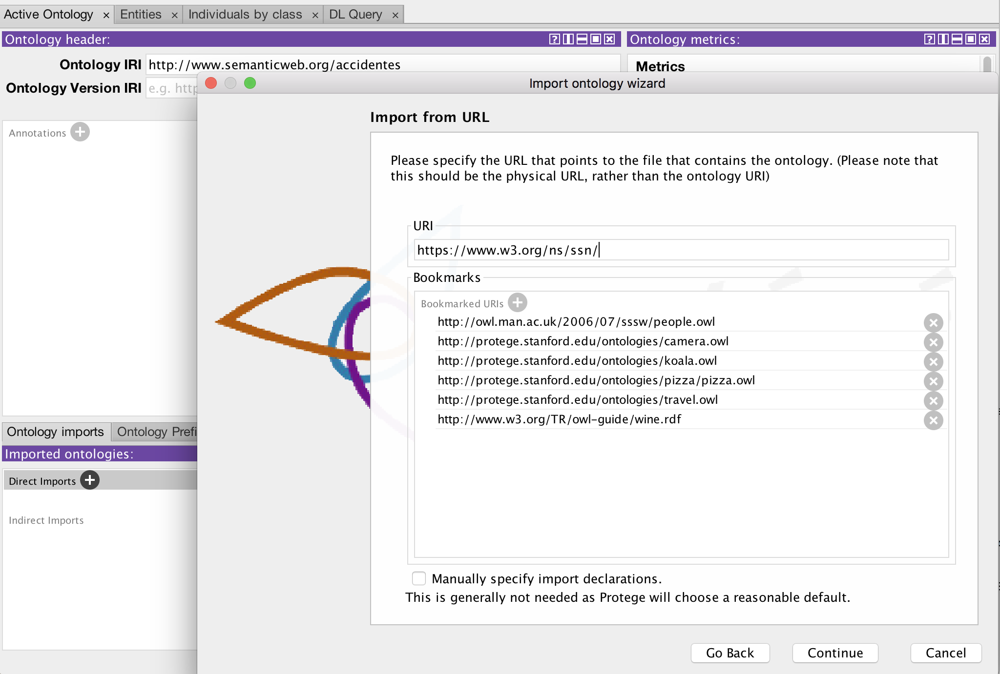 Active Ontology × Entities × Individuals by class × DL Query ×
Ontology header:
Ontology metrics:
Ontology IRI http://www.semanticweb.org/accidentes
Metrics
Ontology Version IRI e.g. http
Import ontology wizard
Import from URL
Annotations
Please specify the URL that points to the file that contains the ontology. (Please note that
this should be the physical URL, rather than the ontology URI)
URI
https://www.w3.org/ns/ssn/
Bookmarks
Bookmarked URIs
http://owl.man.ac.uk/2006/07/sssw/people.owl
http://protege.stanford.edu/ontologies/camera.owl
http://protege.stanford.edu/ontologies/koala.owl
http://protege.stanford.edu/ontologies/pizza/pizza.owl
http://protege.stanford.edu/ontologies/travel.owl
http://www.w3.org/TR/owl-guide/wine.rdf
Ontology imports Ontology Prefi
Imported ontologies:
Direct Imports
Indirect Imports
Manually specify import declarations.
This is generally not needed as Protege will choose a reasonable default.
Go Back Continue Cancel